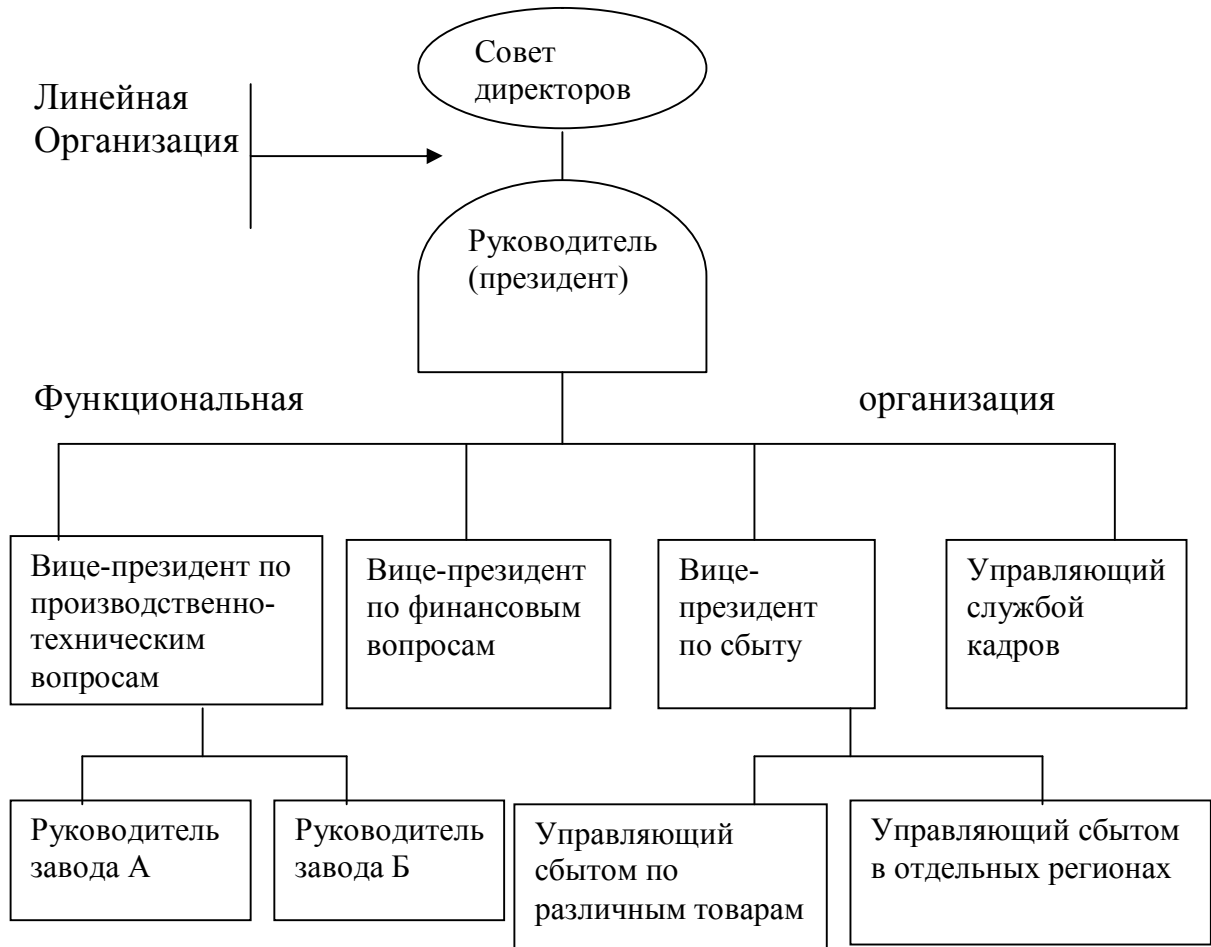 Совет
директоров
Линейная
Организация
Руководитель
(президент)
Функциональная организация
Вице-президент по
производственно-
техническим
вопросам
Вице-президент
по финансовым
вопросам
Вице-
президент
по сбыту
Управляющий
службой
кадров
Руководитель
завода А
Руководитель
завода Б
Управляющий
сбытом по
различным товарам
Управляющий сбытом
в отдельных регионах